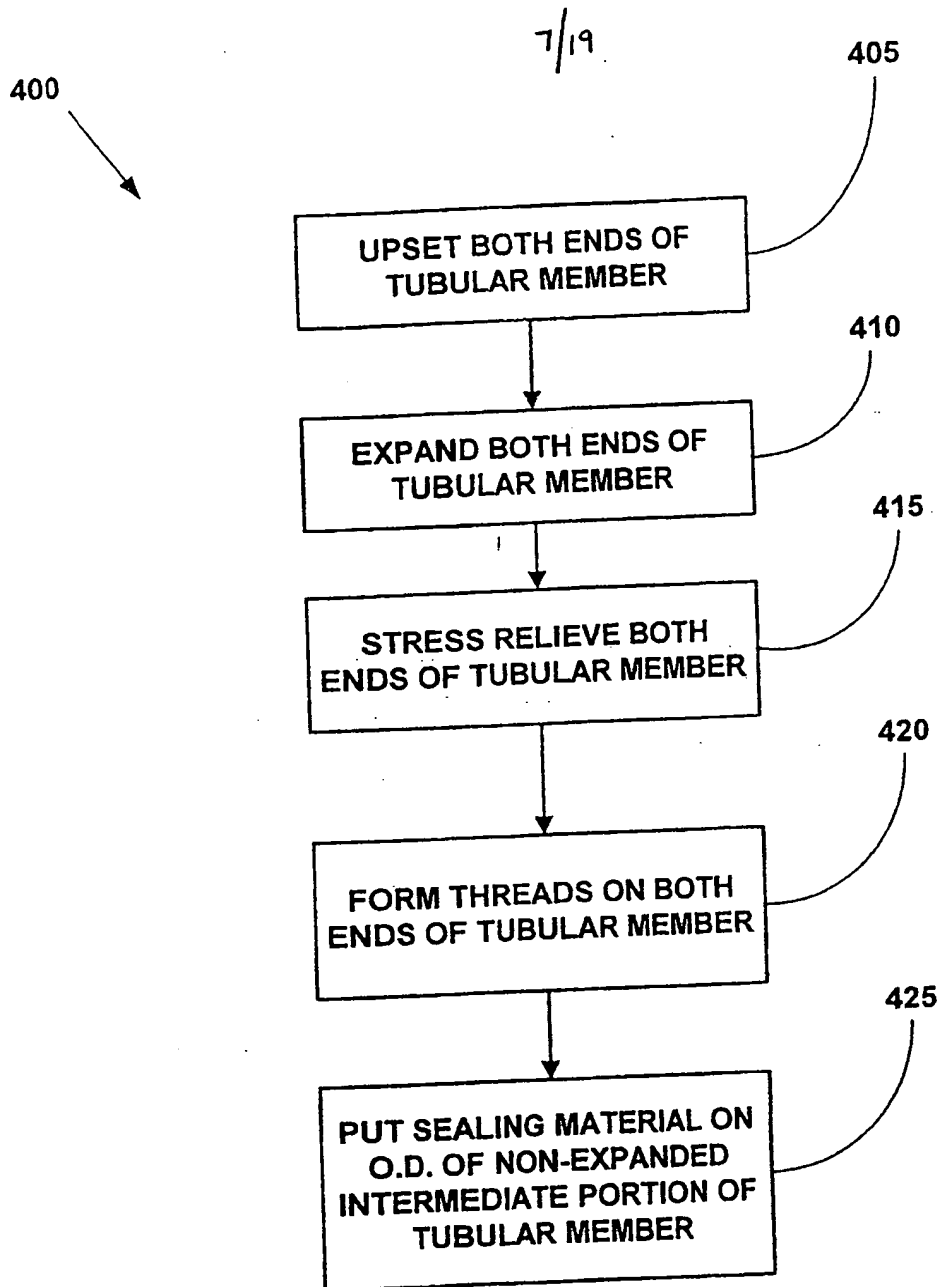 7/19
400
405
UPSET BOTH ENDS OF
TUBULAR MEMBER
410
EXPAND BOTH ENDS OF
TUBULAR MEMBER
415
STRESS RELIEVE BOTH
ENDS OF TUBULAR MEMBER
420
FORM THREADS ON BOTH
ENDS OF TUBULAR MEMBER
425
PUT SEALING MATERIAL ON
O.D. OF NON-EXPANDED
INTERMEDIATE PORTION OF
TUBULAR MEMBER